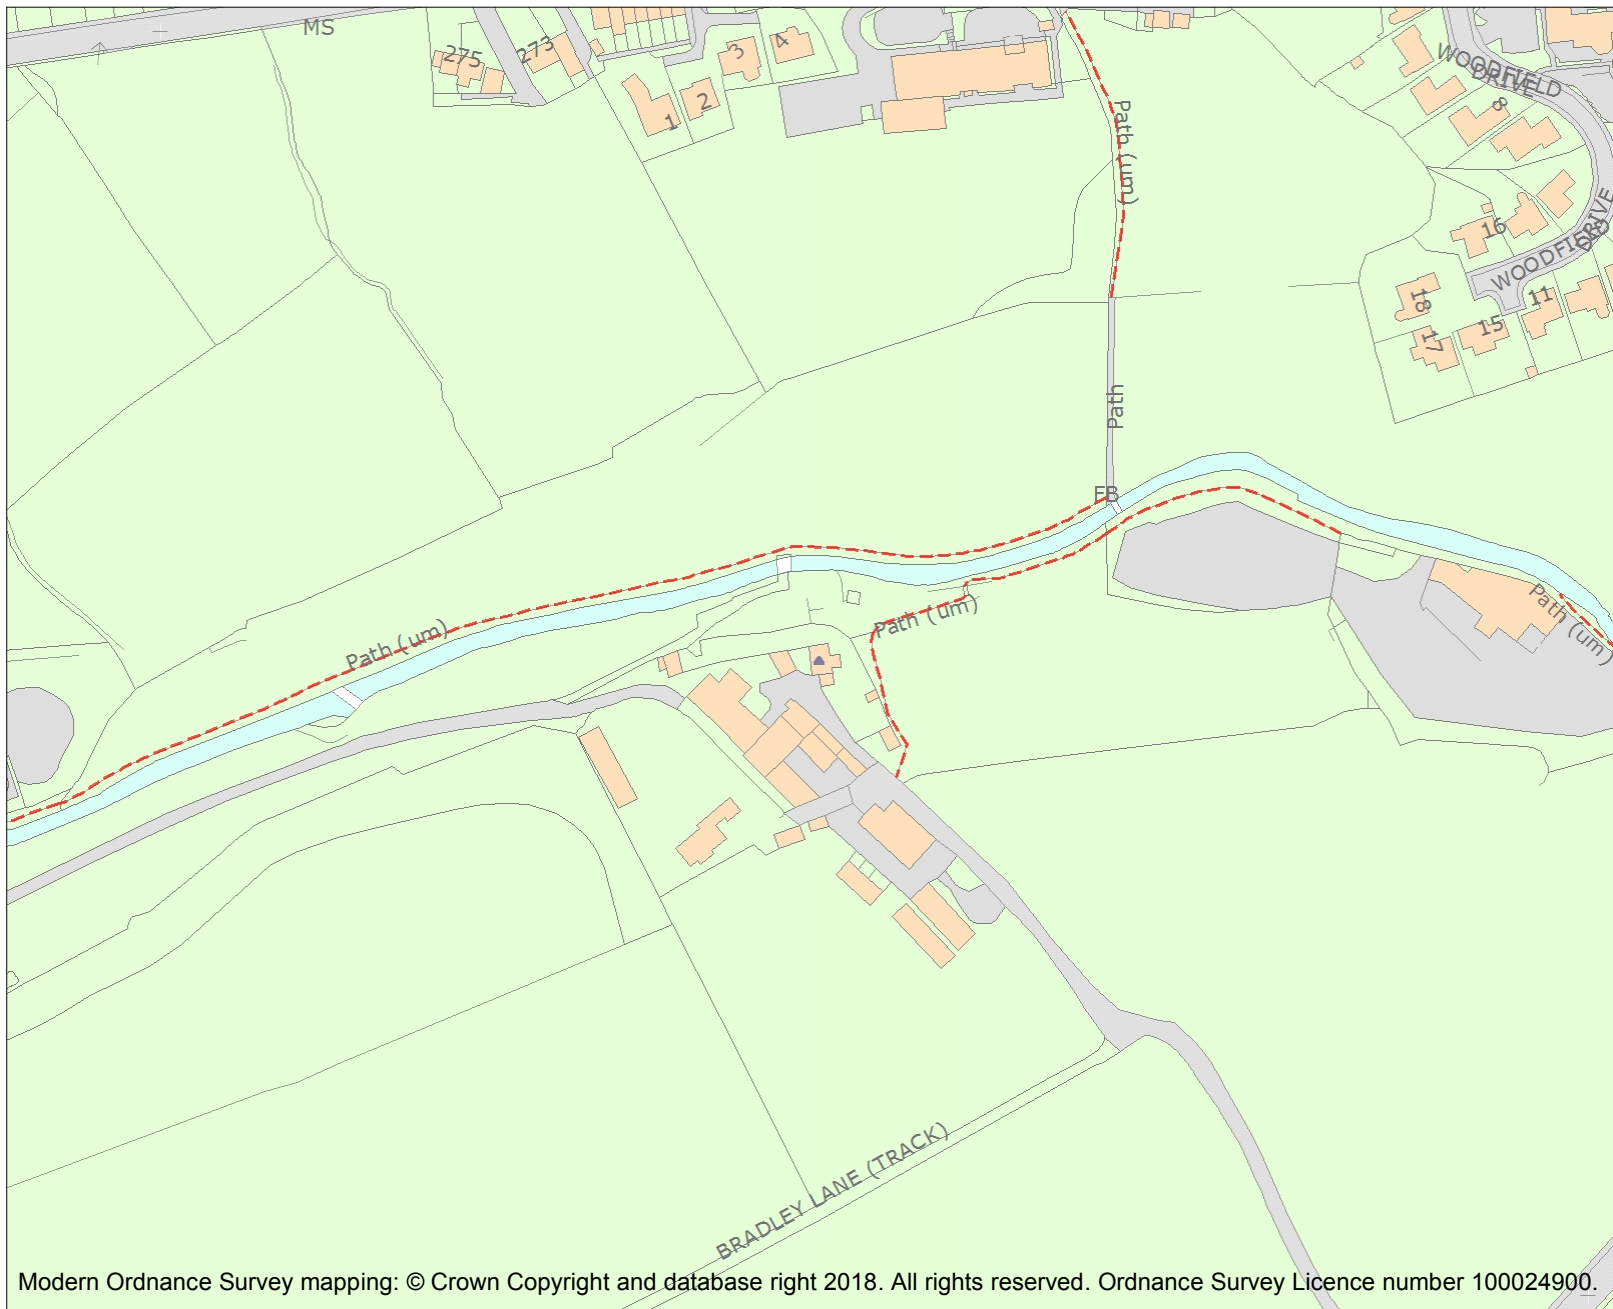 MS
275
273
3
4
2
1
WOODFIELD
DRIVE
8
Path (um)
16
WOODFIELD
DRIVE
18
11
15
17
Path
FB
Path (um)
Path (um)
Path (um)
BRADLEY LANE (TRACK)
Modern Ordnance Survey mapping: © Crown Copyright and database right 2018. All rights reserved. Ordnance Survey Licence number 100024900.